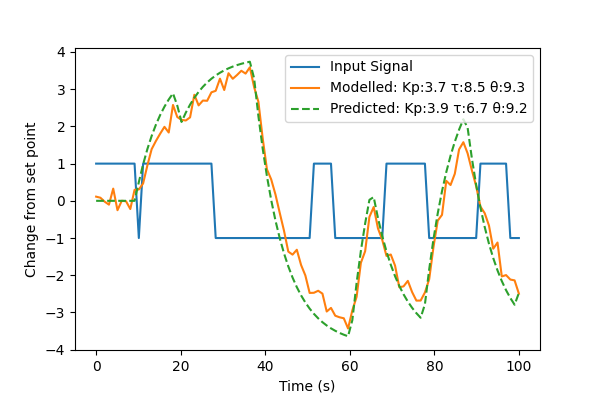 Input Signal
Modelled: Kp:3.7 τ:8.5 θ:9.3
Predicted: Kp:3.9 τ:6.7 θ:9.2
4
3
2
1
0
−1
−2
−3
−4
Change from set point
0 20 40 60 80 100
Time (s)